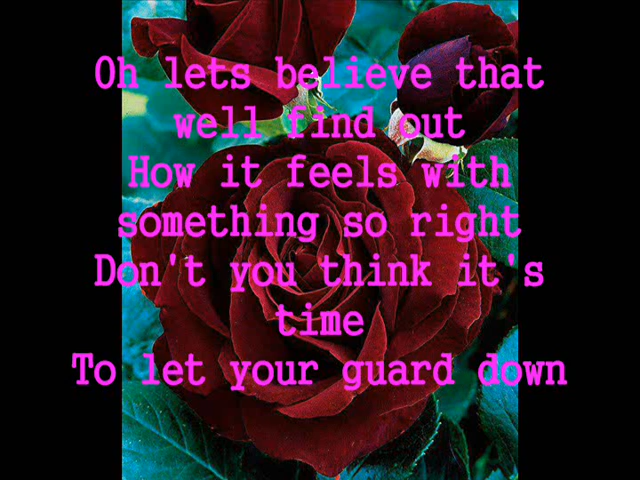 Oh lets believe that
well find out
How it feels with
something so right
Don't you think it's
time
To let your guard down